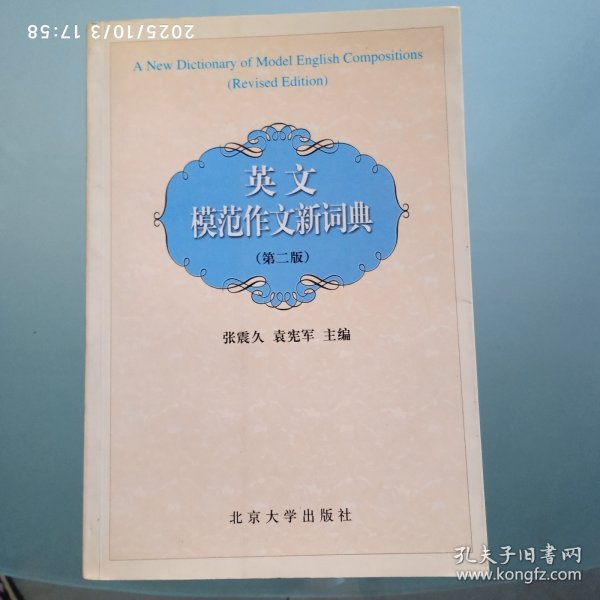 2025/10/3 17:58
A New Dictionary of Model English Compositions
(Revised Edition)
英文
模范作文新词典
(第二版)
张震久 袁宪军 主编
北京大学出版社
孔夫子旧书网
www.kongfz.com